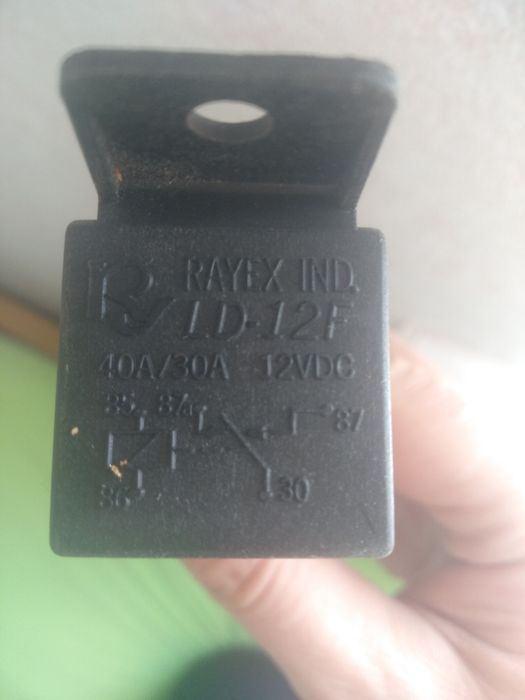 RAYEX IND.
LD-12F
40A/30A 12VDC
85 87a 87
86 30